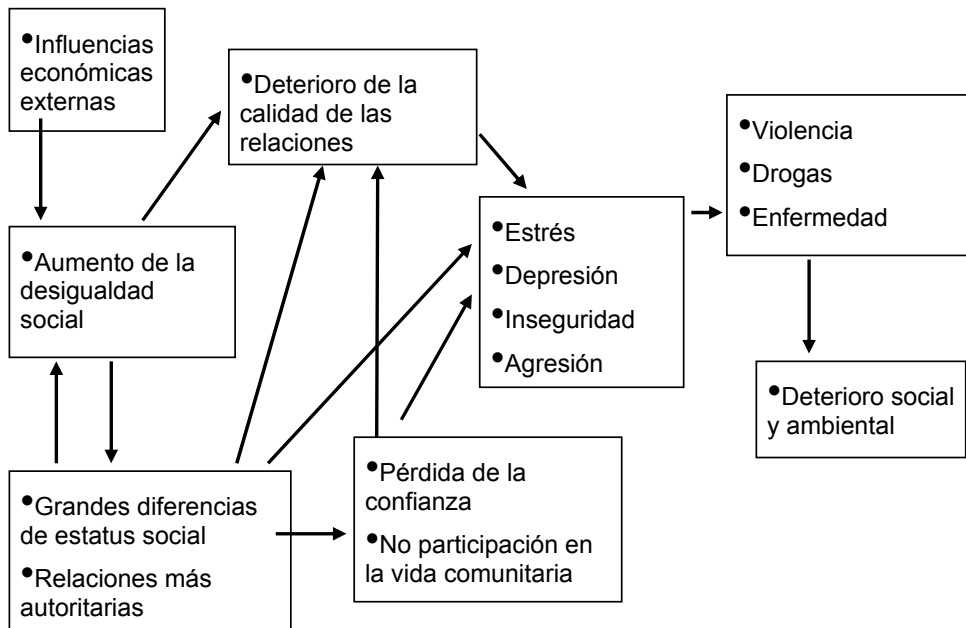 •Influencias
económicas
externas
•Deterioro de la
calidad de las
relaciones
•Violencia
•Drogas
•Enfermedad
•Aumento de la
desigualdad
social
•Estrés
•Depresión
•Inseguridad
•Agresión
•Deterioro social
y ambiental
•Grandes diferencias
de estatus social
•Relaciones más
autoritarias
•Pérdida de la
confianza
•No participación en
la vida comunitaria